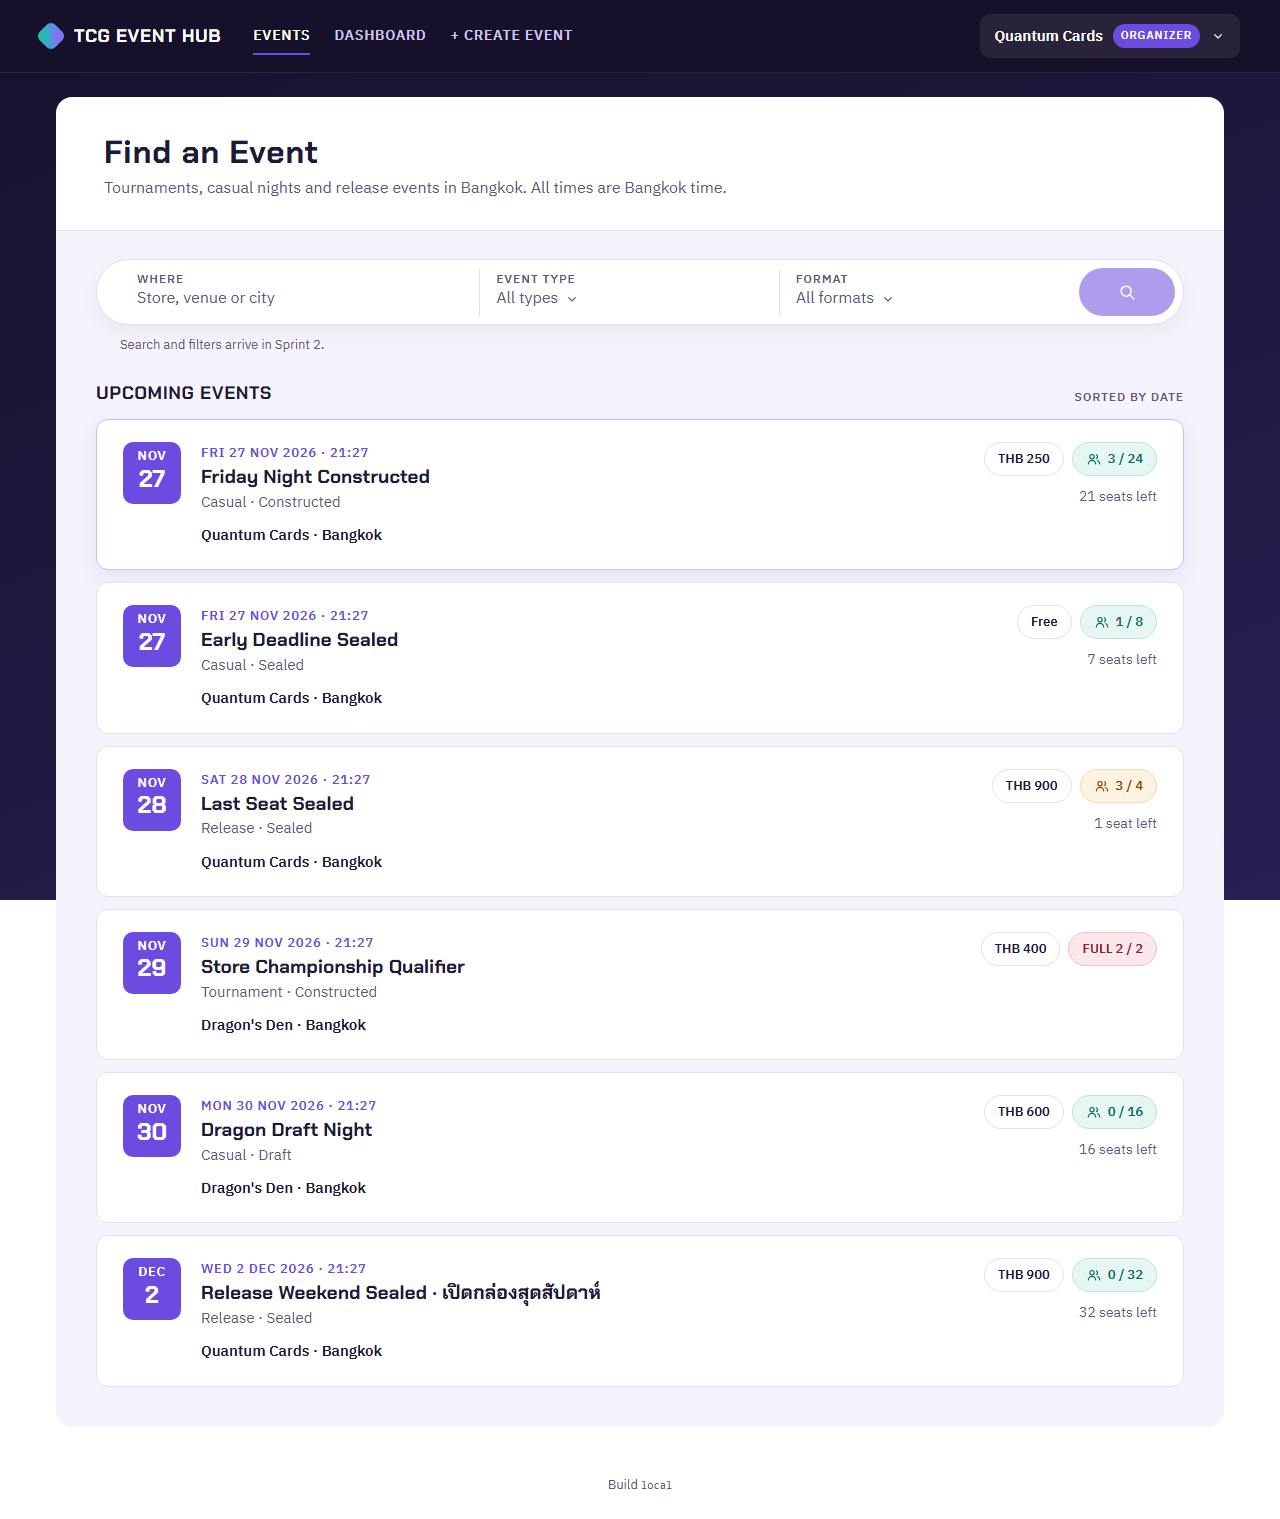 TCG EVENT HUB
EVENTS
DASHBOARD
+ CREATE EVENT
Quantum Cards ORGANIZER
Find an Event
Tournaments, casual nights and release events in Bangkok. All times are Bangkok time.
WHERE
Store, venue or city
EVENT TYPE
All types
FORMAT
All formats
Search and filters arrive in Sprint 2.
UPCOMING EVENTS
SORTED BY DATE
NOV
27
FRI 27 NOV 2026 · 21:27
Friday Night Constructed
Casual · Constructed
Quantum Cards · Bangkok
THB 250
3 / 24
21 seats left
NOV
27
FRI 27 NOV 2026 · 21:27
Early Deadline Sealed
Casual · Sealed
Quantum Cards · Bangkok
Free
1 / 8
7 seats left
NOV
28
SAT 28 NOV 2026 · 21:27
Last Seat Sealed
Release · Sealed
Quantum Cards · Bangkok
THB 900
3 / 4
1 seat left
NOV
29
SUN 29 NOV 2026 · 21:27
Store Championship Qualifier
Tournament · Constructed
Dragon's Den · Bangkok
THB 400
FULL 2 / 2
NOV
30
MON 30 NOV 2026 · 21:27
Dragon Draft Night
Casual · Draft
Dragon's Den · Bangkok
THB 600
0 / 16
16 seats left
DEC
2
WED 2 DEC 2026 · 21:27
Release Weekend Sealed · เปิดกล่องสุดสัปดาห์
Release · Sealed
Quantum Cards · Bangkok
THB 900
0 / 32
32 seats left
Build local